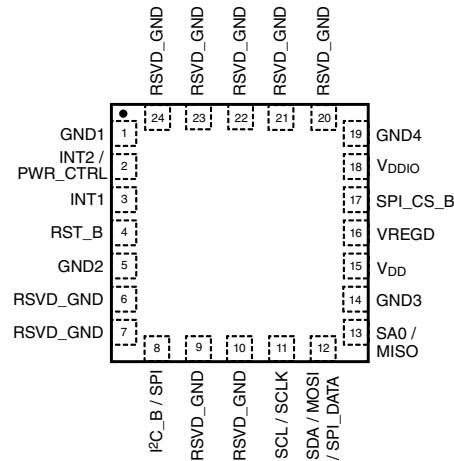 RSVD_GND
RSVD_GND
RSVD_GND
RSVD_GND
RSVD_GND
24
23
22
21
20
GND1
1
19
GND4
INT2 /
PWR_CTRL
2
18
VDDIO
INT1
3
17
SPI_CS_B
RST_B
4
16
VREGD
GND2
5
15
VDD
RSVD_GND
6
14
GND3
RSVD_GND
7
13
SA0 /
MISO
8
9
10
11
12
I²C_B / SPI
RSVD_GND
RSVD_GND
SCL / SCLK
SDA / MOSI
/ SPI_DATA